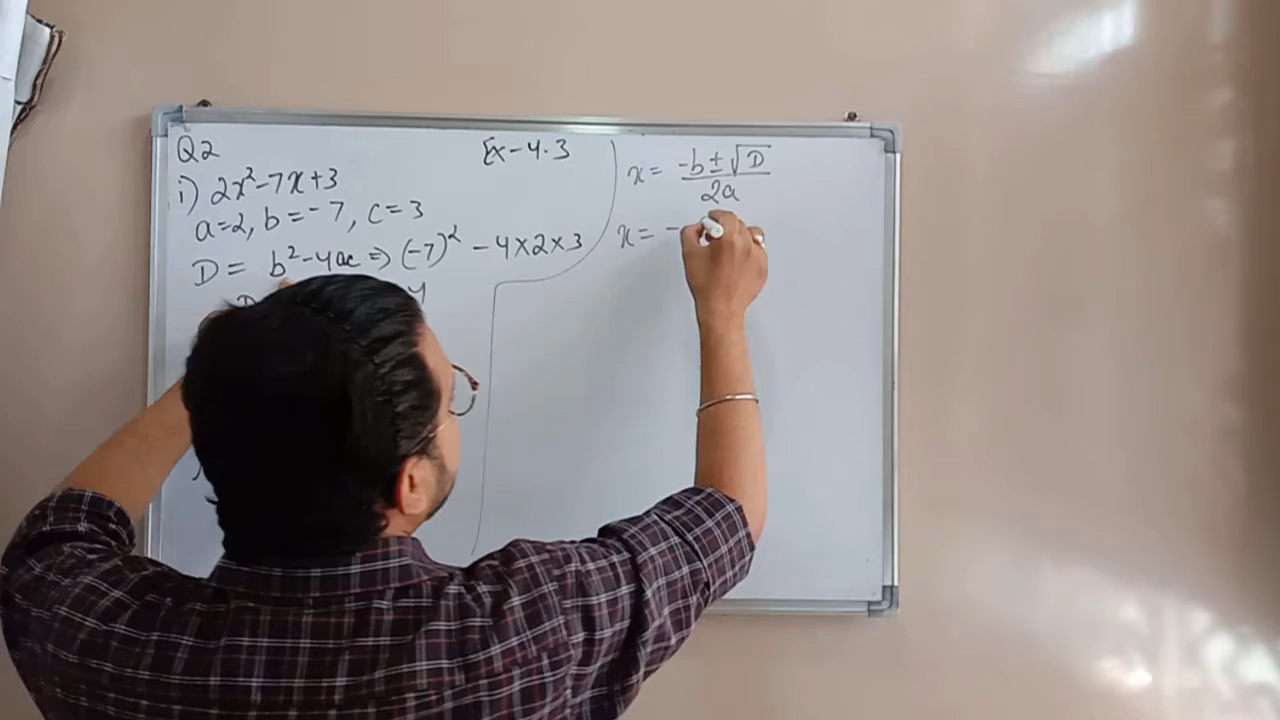 Q2
i) 2x²-7x+3
a=2, b=-7, c=3
D = b²-4ac ⇒ (-7)² - 4×2×3
D
Ex-4.3
x = -b±√D / 2a
x = -